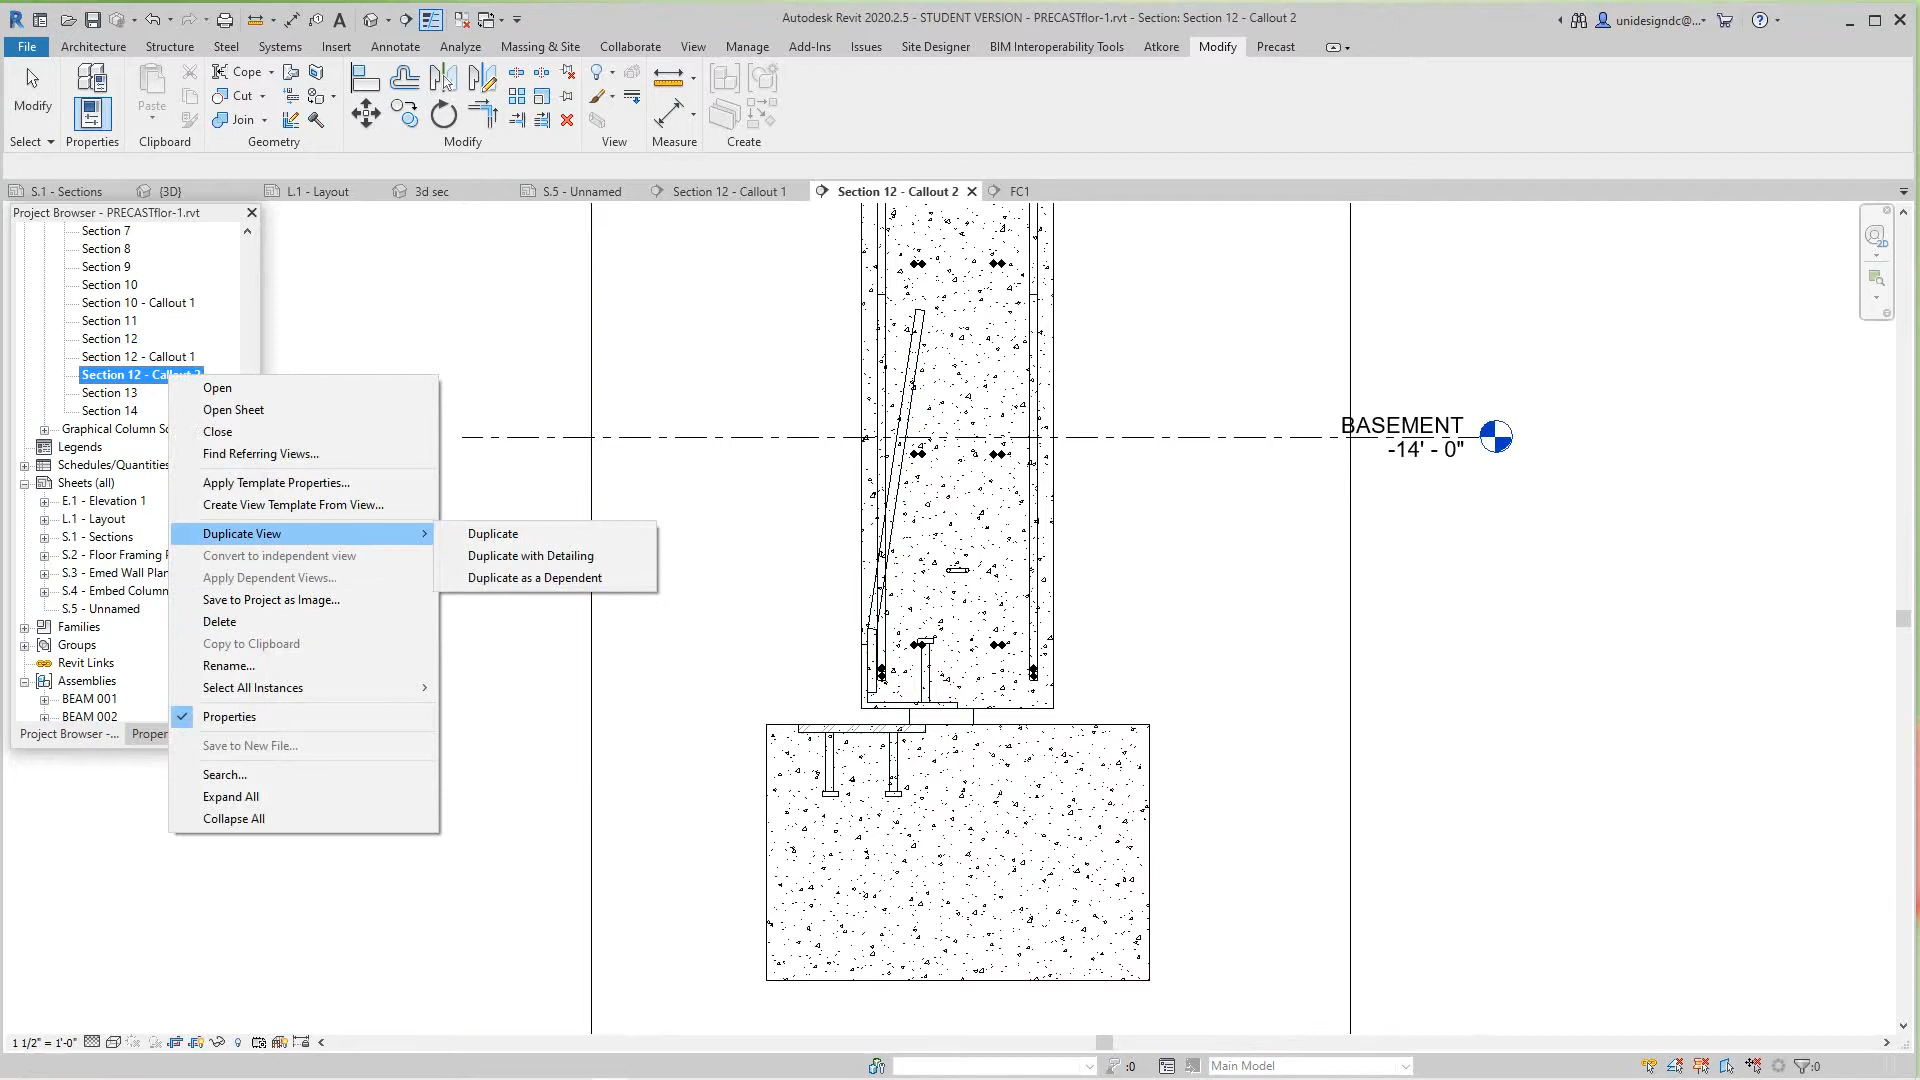 Autodesk Revit 2020.2.5 - STUDENT VERSION - PRECASTflor-1.rvt - Section: Section 12 - Callout 2
unidesigndc@...
File Architecture Structure Steel Systems Insert Annotate Analyze Massing & Site Collaborate View Manage Add-Ins Issues Site Designer BIM Interoperability Tools Atkore Modify Precast
Modify
Paste
Cope
Cut
Join
Select Properties Clipboard Geometry Modify View Measure Create
S.1 - Sections {3D} L.1 - Layout 3d sec S.5 - Unnamed Section 12 - Callout 1 Section 12 - Callout 2 FC1
Project Browser - PRECASTflor-1.rvt
Section 7
Section 8
Section 9
Section 10
Section 10 - Callout 1
Section 11
Section 12
Section 12 - Callout 1
Section 12 - Callout 2
Section 13
Section 14
Graphical Column Sc
Legends
Schedules/Quantities
Sheets (all)
E.1 - Elevation 1
L.1 - Layout
S.1 - Sections
S.2 - Floor Framing P
S.3 - Emed Wall Plan
S.4 - Embed Column
S.5 - Unnamed
Families
Groups
Revit Links
Assemblies
BEAM 001
BEAM 002
Project Browser -... Proper
Open
Open Sheet
Close
Find Referring Views...
Apply Template Properties...
Create View Template From View...
Duplicate View
Convert to independent view
Apply Dependent Views...
Save to Project as Image...
Delete
Copy to Clipboard
Rename...
Select All Instances
Properties
Save to New File...
Search...
Expand All
Collapse All
Duplicate
Duplicate with Detailing
Duplicate as a Dependent
BASEMENT
-14' - 0"
2D
1 1/2" = 1'-0"
:0
Main Model
:0